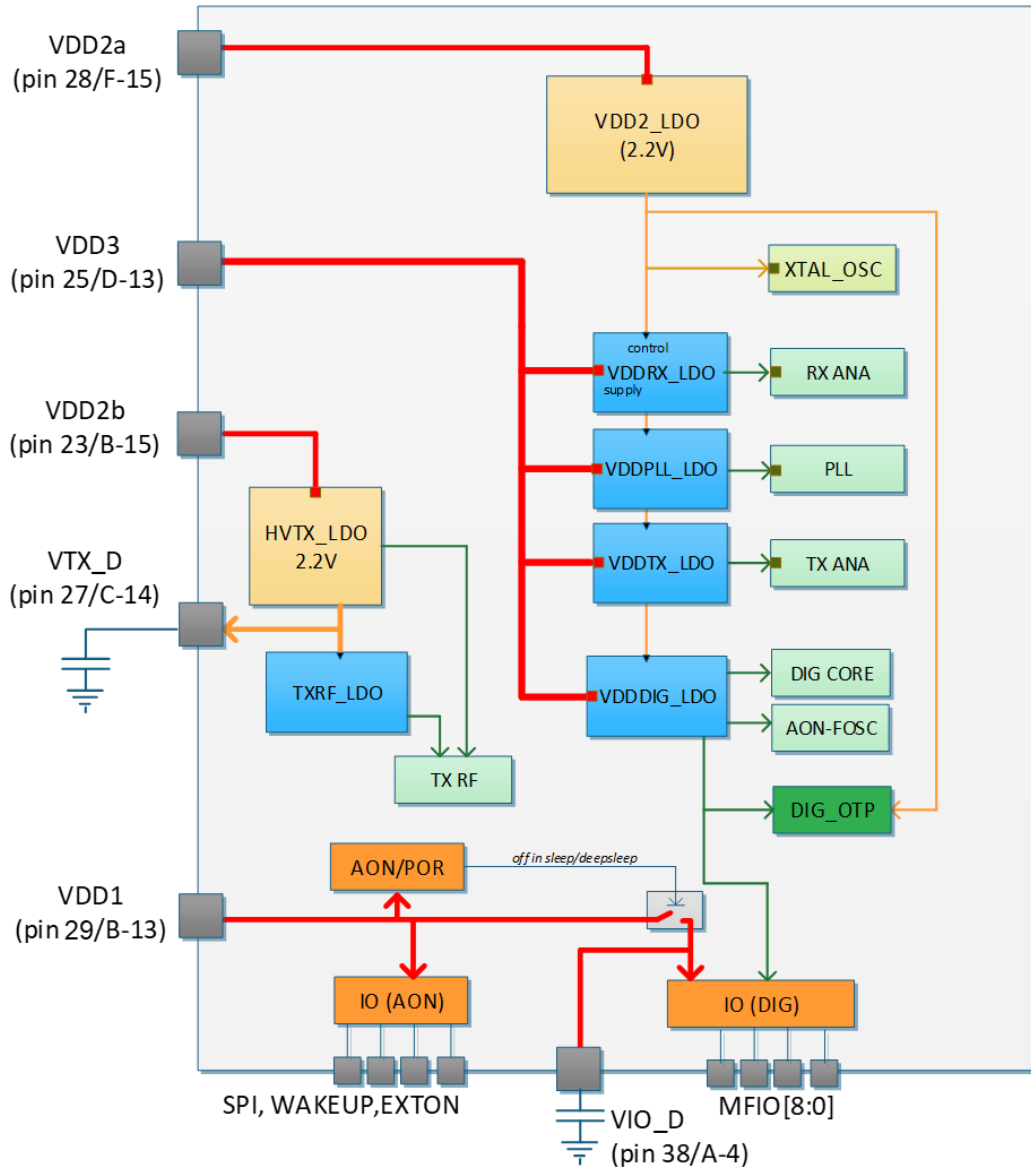 VDD2a
(pin 28/F-15)
VDD2_LDO
(2.2V)
VDD3
(pin 25/D-13)
XTAL_OSC
control
VDDRX_LDO
supply
RX ANA
VDD2b
(pin 23/B-15)
VDDPLL_LDO
PLL
HVTX_LDO
2.2V
VDDTX_LDO
TX ANA
VTX_D
(pin 27/C-14)
TXRF_LDO
VDDDIG_LDO
DIG CORE
AON-FOSC
TX RF
DIG_OTP
off in sleep/deepsleep
AON/POR
VDD1
(pin 29/B-13)
IO (AON)
IO (DIG)
SPI, WAKEUP,EXTON
MFIO[8:0]
VIO_D
(pin 38/A-4)